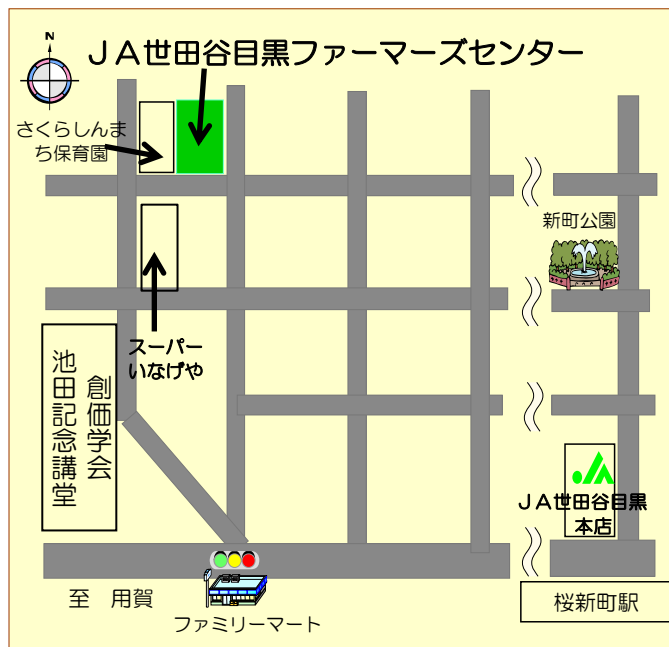 N
ＪＡ世田谷目黒ファーマーズセンター
さくらしんま
ち保育園
新町公園
スーパー
いなげや
創価学会
池田記念講堂
ＪＡ世田谷目黒
本店
至　用賀
ファミリーマート
桜新町駅